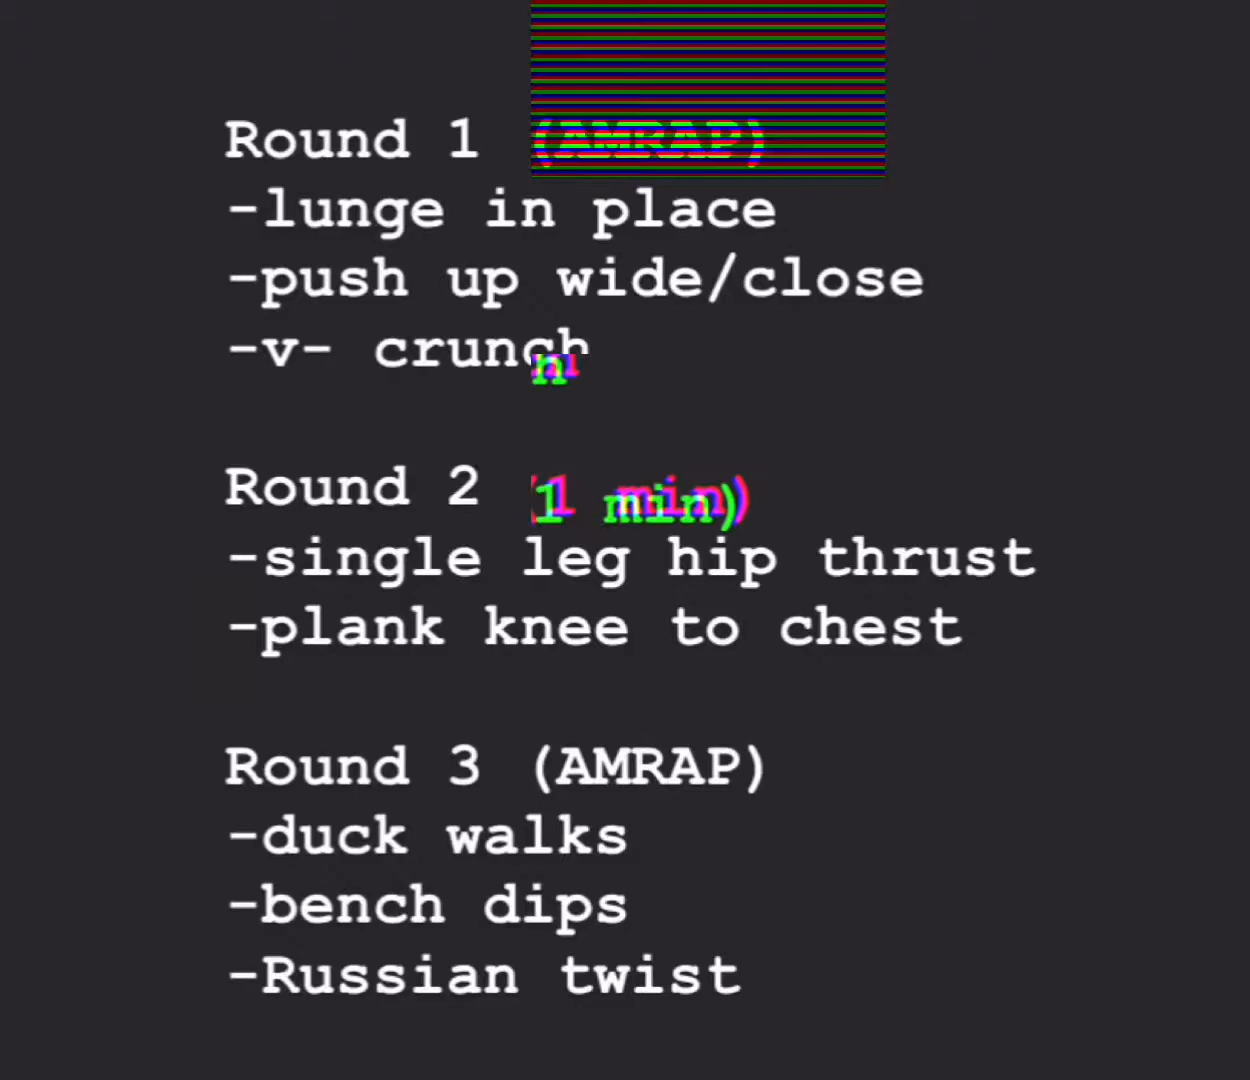 Round 1 (AMRAP)
-lunge in place
-push up wide/close
-v- crunch
Round 2 (1 min)
-single leg hip thrust
-plank knee to chest
Round 3 (AMRAP)
-duck walks
-bench dips
-Russian twist